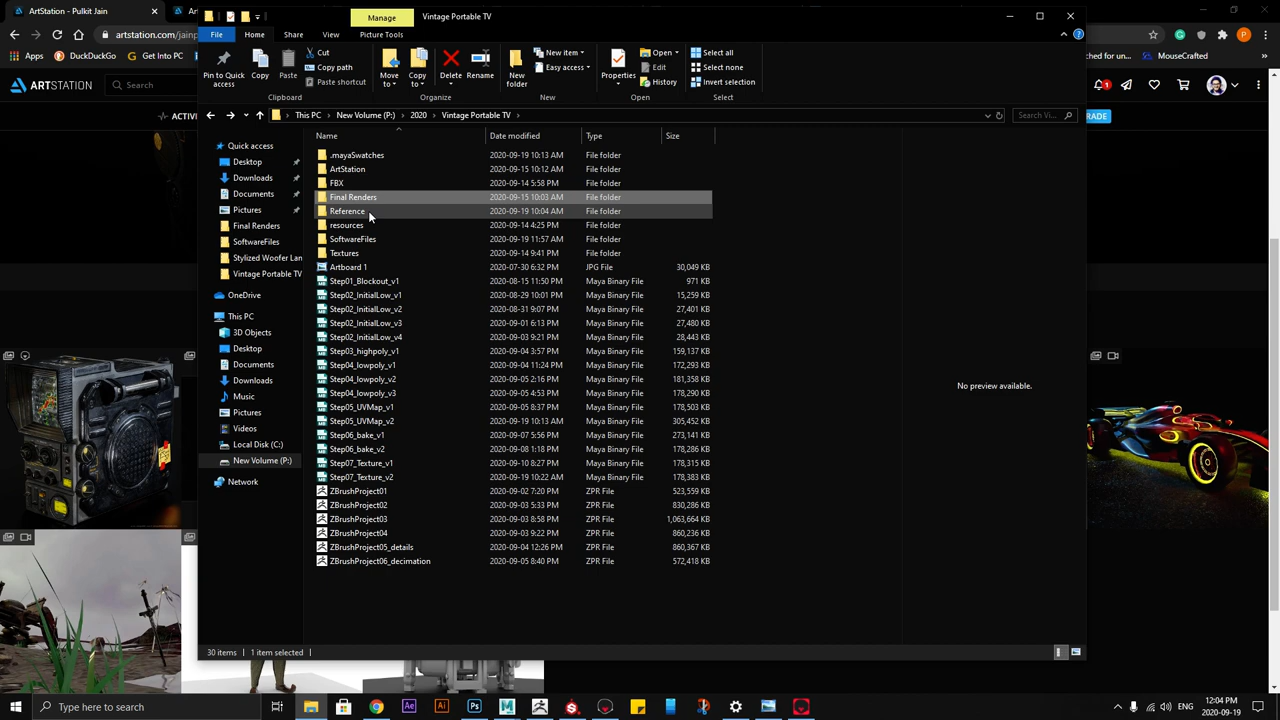 ArtStation - Jain
Manage
Vintage Portable TV
File
Home
Share
View
Picture Tools
artstation.com/jainp
Apps
DuckDuckGo
MouseCrafted
Pin to Quick access
Copy
Paste
Cut
Copy path
Paste shortcut
Move to
Copy to
Delete
Rename
New folder
New item
Easy access
Properties
Open
Edit
History
Select all
Select none
Invert selection
Clipboard
Organize
New
Open
Select
ARTSTATION
Search
1
This PC > New Volume (P:) > 2020 > Vintage Portable TV >
Search Vi...
Name
Date modified
Type
Size
.mayaSwatches 2020-09-19 10:13 AM File folder
ArtStation 2020-09-15 10:12 AM File folder
FBX 2020-09-14 5:58 PM File folder
Final Renders 2020-09-15 10:03 AM File folder
Reference 2020-09-19 10:04 AM File folder
resources 2020-09-14 4:25 PM File folder
SoftwareFiles 2020-09-19 11:57 AM File folder
Textures 2020-09-14 9:41 PM File folder
Artboard 1 2020-07-30 6:32 PM JPG File 30,049 KB
Step01_Blockout_v1 2020-08-15 11:50 PM Maya Binary File 971 KB
Step02_InitialLow_v1 2020-08-29 10:01 PM Maya Binary File 15,259 KB
Step02_InitialLow_v2 2020-08-31 9:07 PM Maya Binary File 27,401 KB
Step02_InitialLow_v3 2020-09-01 6:13 PM Maya Binary File 27,480 KB
Step02_InitialLow_v4 2020-09-03 9:21 PM Maya Binary File 28,443 KB
Step03_highpoly_v1 2020-09-04 3:57 PM Maya Binary File 159,137 KB
Step04_lowpoly_v1 2020-09-04 11:24 PM Maya Binary File 172,293 KB
Step04_lowpoly_v2 2020-09-05 2:16 PM Maya Binary File 181,358 KB
Step04_lowpoly_v3 2020-09-05 4:53 PM Maya Binary File 178,290 KB
Step05_UVMap_v1 2020-09-05 8:37 PM Maya Binary File 178,503 KB
Step05_UVMap_v2 2020-09-19 10:13 AM Maya Binary File 305,452 KB
Step06_bake_v1 2020-09-07 5:56 PM Maya Binary File 273,141 KB
Step06_bake_v2 2020-09-08 1:18 PM Maya Binary File 178,286 KB
Step07_Texture_v1 2020-09-10 8:27 PM Maya Binary File 178,315 KB
Step07_Texture_v2 2020-09-19 10:22 AM Maya Binary File 178,383 KB
ZBrushProject01 2020-09-02 7:20 PM ZPR File 523,559 KB
ZBrushProject02 2020-09-03 5:33 PM ZPR File 830,286 KB
ZBrushProject03 2020-09-03 8:58 PM ZPR File 1,063,664 KB
ZBrushProject04 2020-09-03 9:22 PM ZPR File 860,236 KB
ZBrushProject05_details 2020-09-04 12:26 PM ZPR File 860,367 KB
ZBrushProject06_decimation 2020-09-05 8:40 PM ZPR File 572,418 KB
Quick access
Desktop
Downloads
Documents
Pictures
Final Renders
SoftwareFiles
Stylized Woofer Lan
Vintage Portable TV
OneDrive
This PC
3D Objects
Desktop
Documents
Downloads
Music
Pictures
Videos
Local Disk (C:)
New Volume (P:)
Network
No preview available.
30 items
1 item selected
Type here to search
12:04 PM
2020-09-19